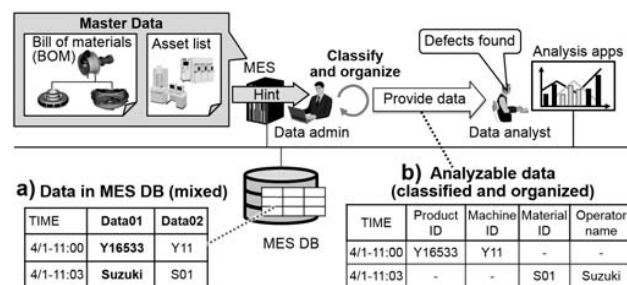 Master Data
Bill of materials
(BOM)
Asset list
MES
Hint
Classify
and organize
Data admin
Provide data
Defects found
Data analyst
Analysis apps
a) Data in MES DB (mixed)
TIME Data01 Data02
4/1-11:00 Y16533 Y11
4/1-11:03 Suzuki S01
MES DB
b) Analyzable data
(classified and organized)
TIME Product ID Machine ID Material ID Operator name
4/1-11:00 Y16533 Y11 - -
4/1-11:03 - - S01 Suzuki